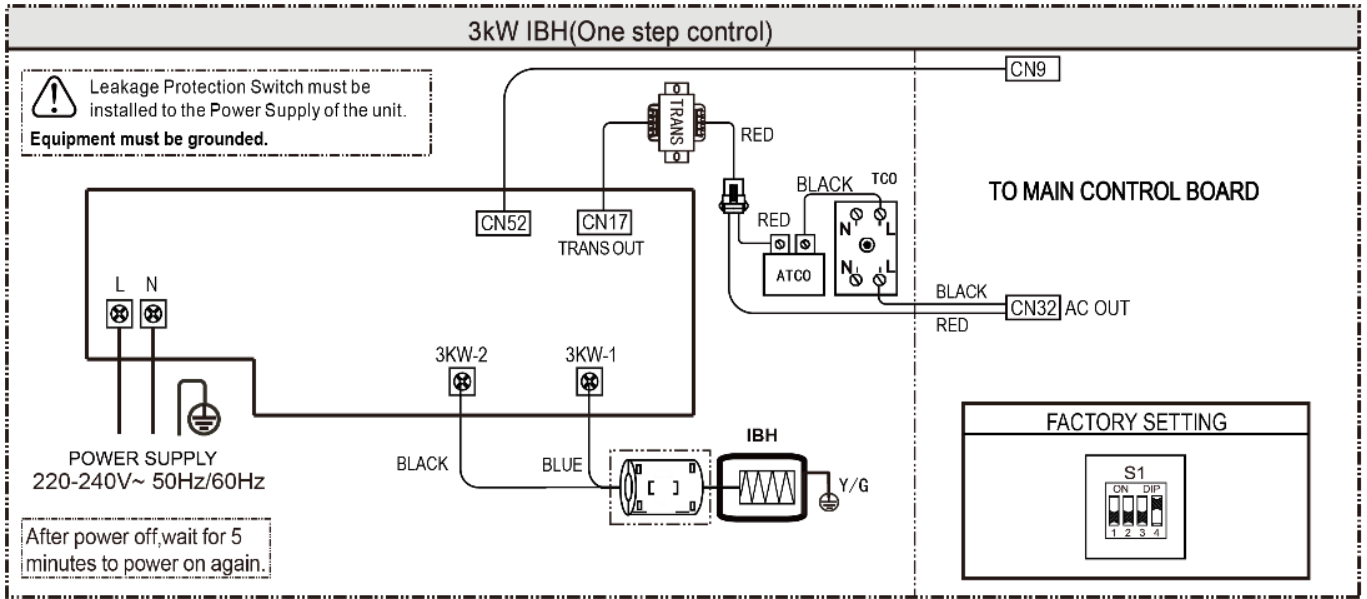 3kW IBH(One step control)
Leakage Protection Switch must be
installed to the Power Supply of the unit.
Equipment must be grounded.
CN9
TRANS
RED
BLACK
TCO
TO MAIN CONTROL BOARD
CN52
CN17
TRANS OUT
RED
N
L
ATCO
N
L
BLACK
CN32
AC OUT
RED
L
N
3KW-2
3KW-1
POWER SUPPLY
220-240V~ 50Hz/60Hz
BLACK
BLUE
IBH
Y/G
FACTORY SETTING
S1
ON DIP
1 2 3 4
After power off,wait for 5
minutes to power on again.